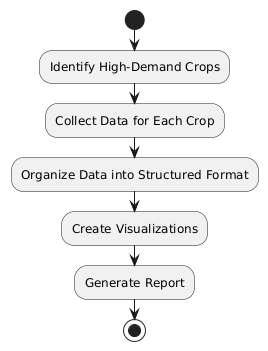 Identify High-Demand Crops
Collect Data for Each Crop
Organize Data into Structured Format
Create Visualizations
Generate Report